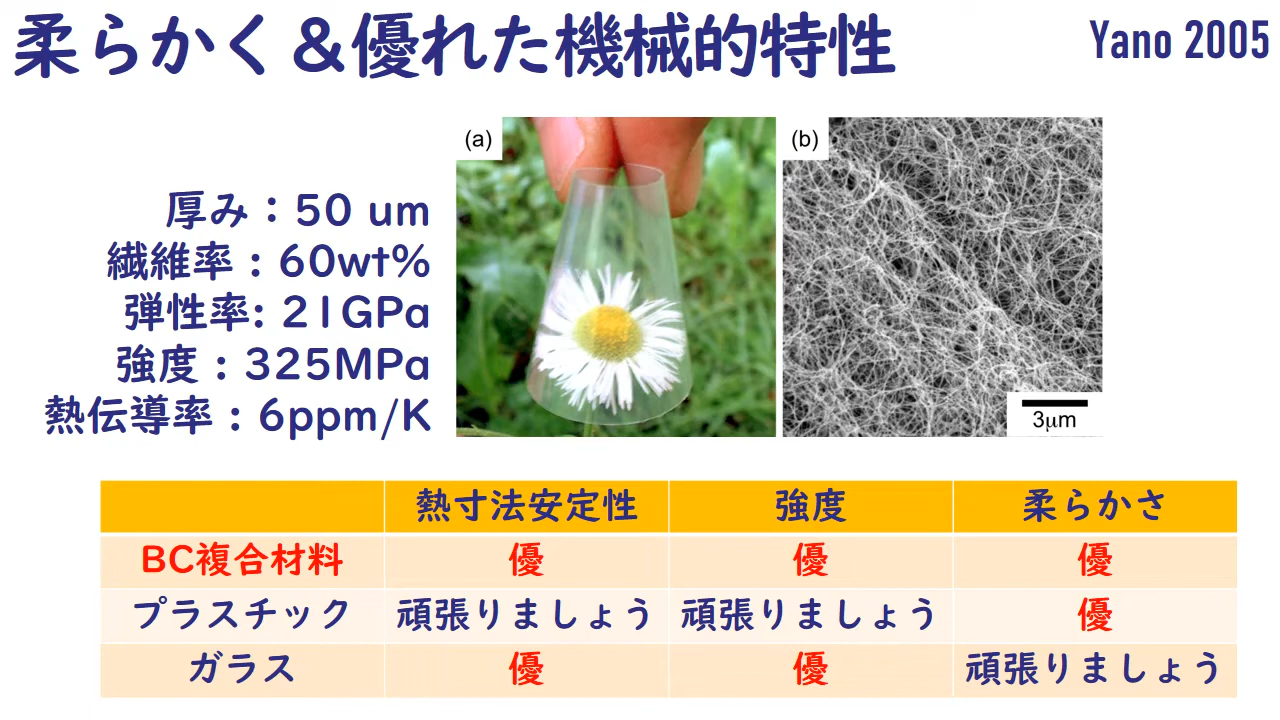 柔らかく＆優れた機械的特性
Yano 2005
厚み：50 um
繊維率：60wt%
弾性率: 21GPa
強度：325MPa
熱伝導率：6ppm/K
(a)
(b)
3μm
熱寸法安定性 強度 柔らかさ
BC複合材料 優 優 優
プラスチック 頑張りましょう 頑張りましょう 優
ガラス 優 優 頑張りましょう